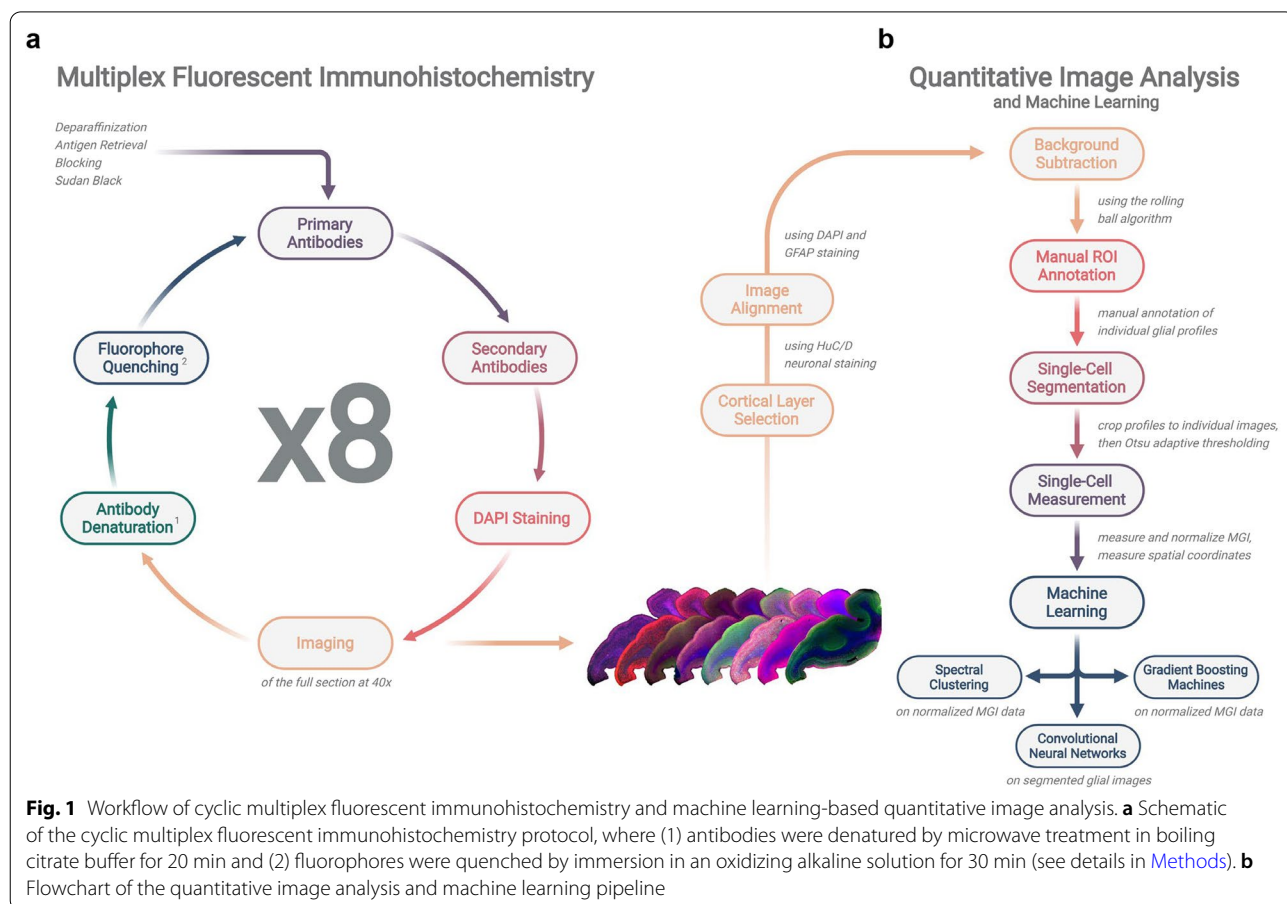 a
Multiplex Fluorescent Immunohistochemistry
Deparaffinization
Antigen Retrieval
Blocking
Sudan Black
Primary
Antibodies
Secondary
Antibodies
DAPI Staining
Imaging
of the full section at 40x
Antibody
Denaturation1
Fluorophore
Quenching2
x8
using DAPI and
GFAP staining
Image
Alignment
using HuC/D
neuronal staining
Cortical Layer
Selection
b
Quantitative Image Analysis
and Machine Learning
Background
Subtraction
using the rolling
ball algorithm
Manual ROI
Annotation
manual annotation of
individual glial profiles
Single-Cell
Segmentation
crop profiles to individual images,
then Otsu adaptive thresholding
Single-Cell
Measurement
measure and normalize MGI,
measure spatial coordinates
Machine
Learning
Spectral
Clustering
on normalized MGI data
Gradient Boosting
Machines
on normalized MGI data
Convolutional
Neural Networks
on segmented glial images
Fig. 1 Workflow of cyclic multiplex fluorescent immunohistochemistry and machine learning-based quantitative image analysis. a Schematic
of the cyclic multiplex fluorescent immunohistochemistry protocol, where (1) antibodies were denatured by microwave treatment in boiling
citrate buffer for 20 min and (2) fluorophores were quenched by immersion in an oxidizing alkaline solution for 30 min (see details in Methods). b
Flowchart of the quantitative image analysis and machine learning pipeline